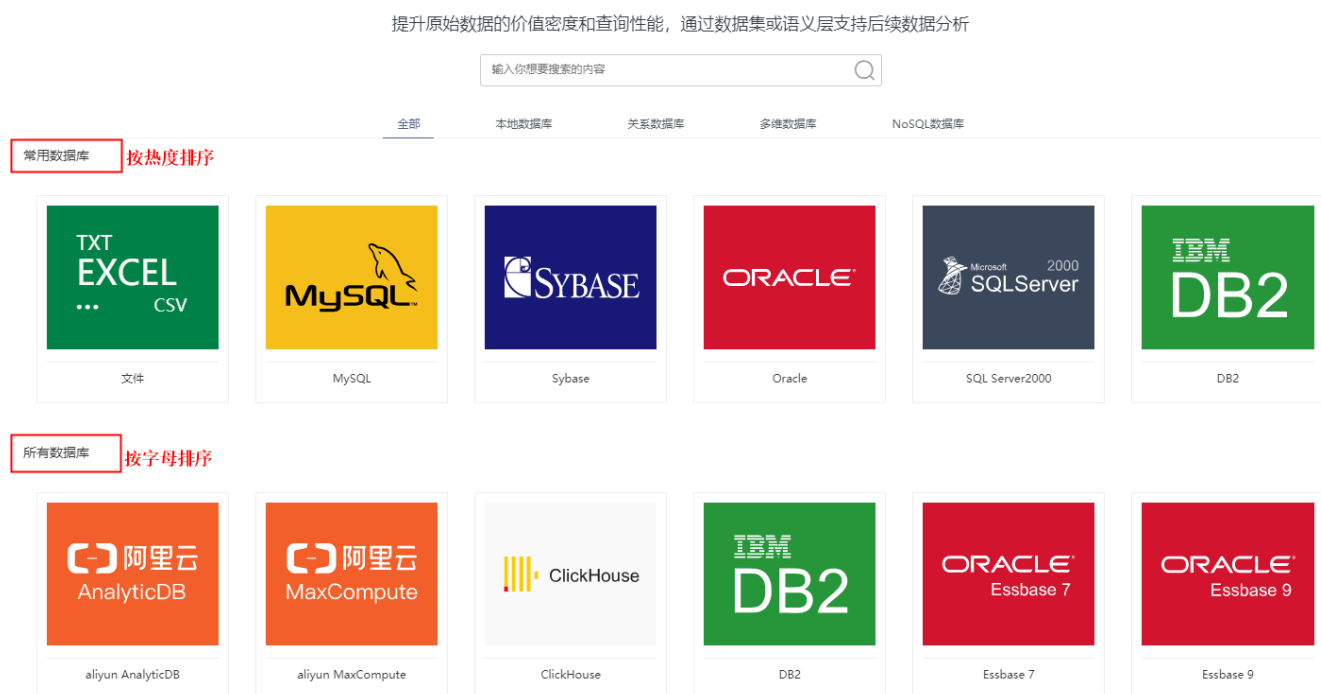 提升原始数据的价值密度和查询性能，通过数据集或语义层支持后续数据分析
输入你想要搜索的内容
全部 本地数据库 关系数据库 多维数据库 NoSQL数据库
常用数据库 按热度排序
TXT
EXCEL
... CSV
MySQL™
SYBASE
ORACLE®
Microsoft 2000
SQLServer
IBM
DB2
文件 MySQL Sybase Oracle SQL Server2000 DB2
所有数据库 按字母排序
阿里云
AnalyticDB
阿里云
MaxCompute
ClickHouse
IBM
DB2
ORACLE®
Essbase 7
ORACLE®
Essbase 9
aliyun AnalyticDB aliyun MaxCompute ClickHouse DB2 Essbase 7 Essbase 9